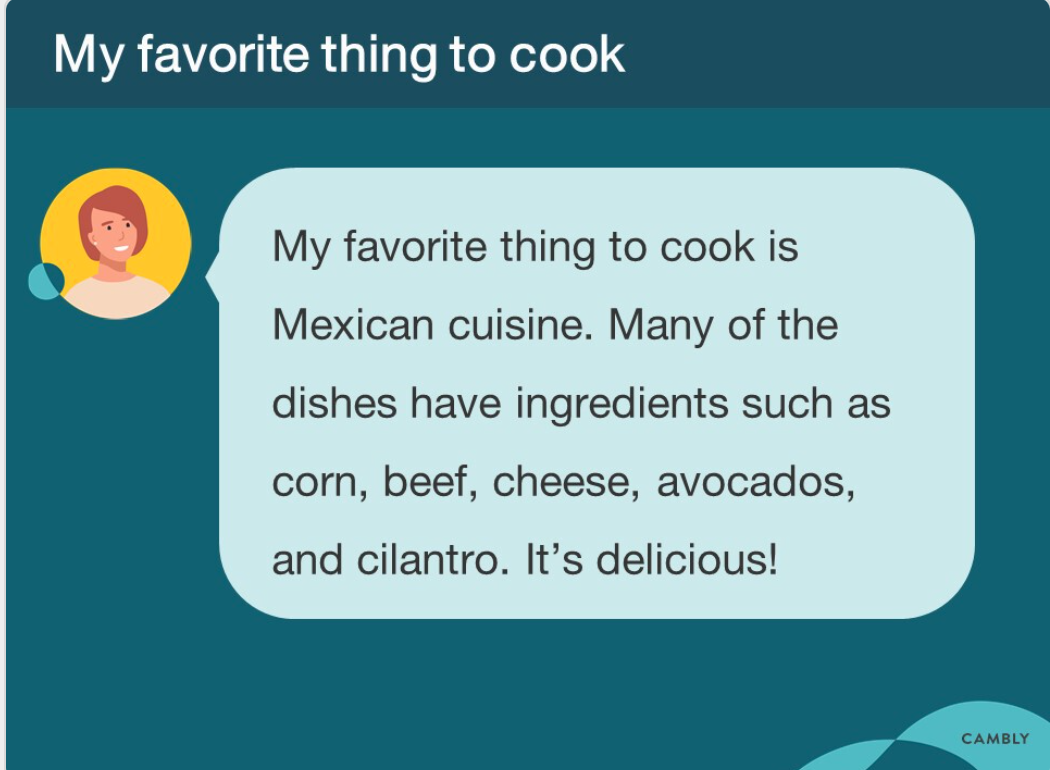 My favorite thing to cook
My favorite thing to cook is
Mexican cuisine. Many of the
dishes have ingredients such as
corn, beef, cheese, avocados,
and cilantro. It’s delicious!
CAMBLY